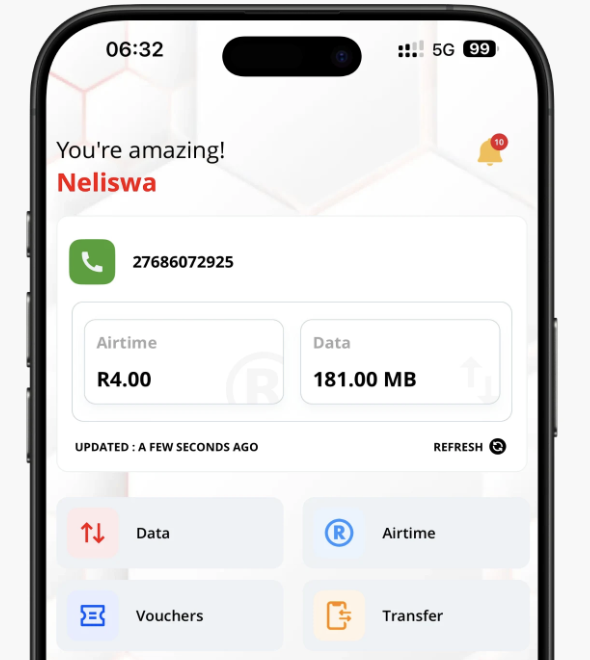 06:32 5G 99
You're amazing!
10
Neliswa
27686072925
Airtime Data
R4.00 181.00 MB
UPDATED : A FEW SECONDS AGO REFRESH
Data Airtime
Vouchers Transfer